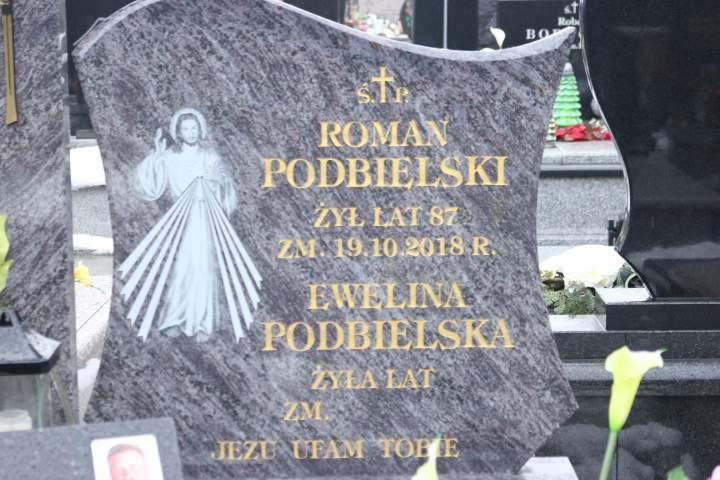 Ś. P.
ROMAN
PODBIELSKI
ŻYŁ LAT 87
ZM. 19.10.2018 R.
EWELINA
PODBIELSKA
ŻYŁA LAT
ZM.
JEZU UFAM TOBIE